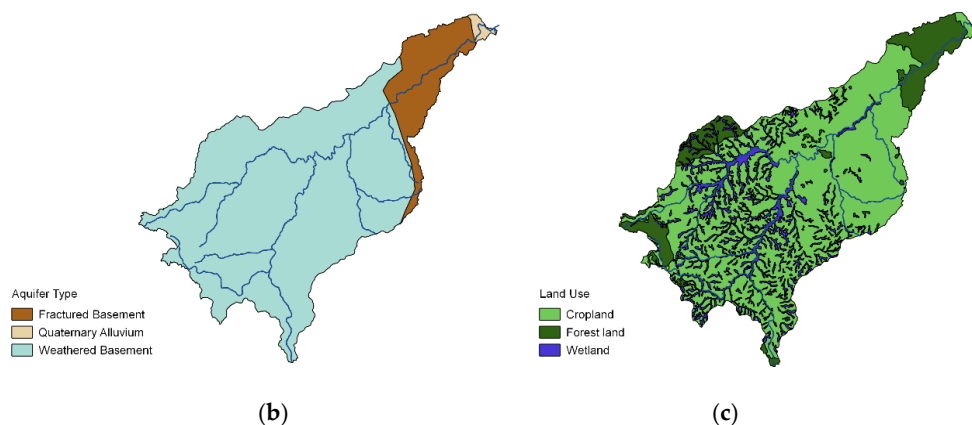 Aquifer Type
Fractured Basement
Quaternary Alluvium
Weathered Basement
Land Use
Cropland
Forest land
Wetland
(b)
(c)